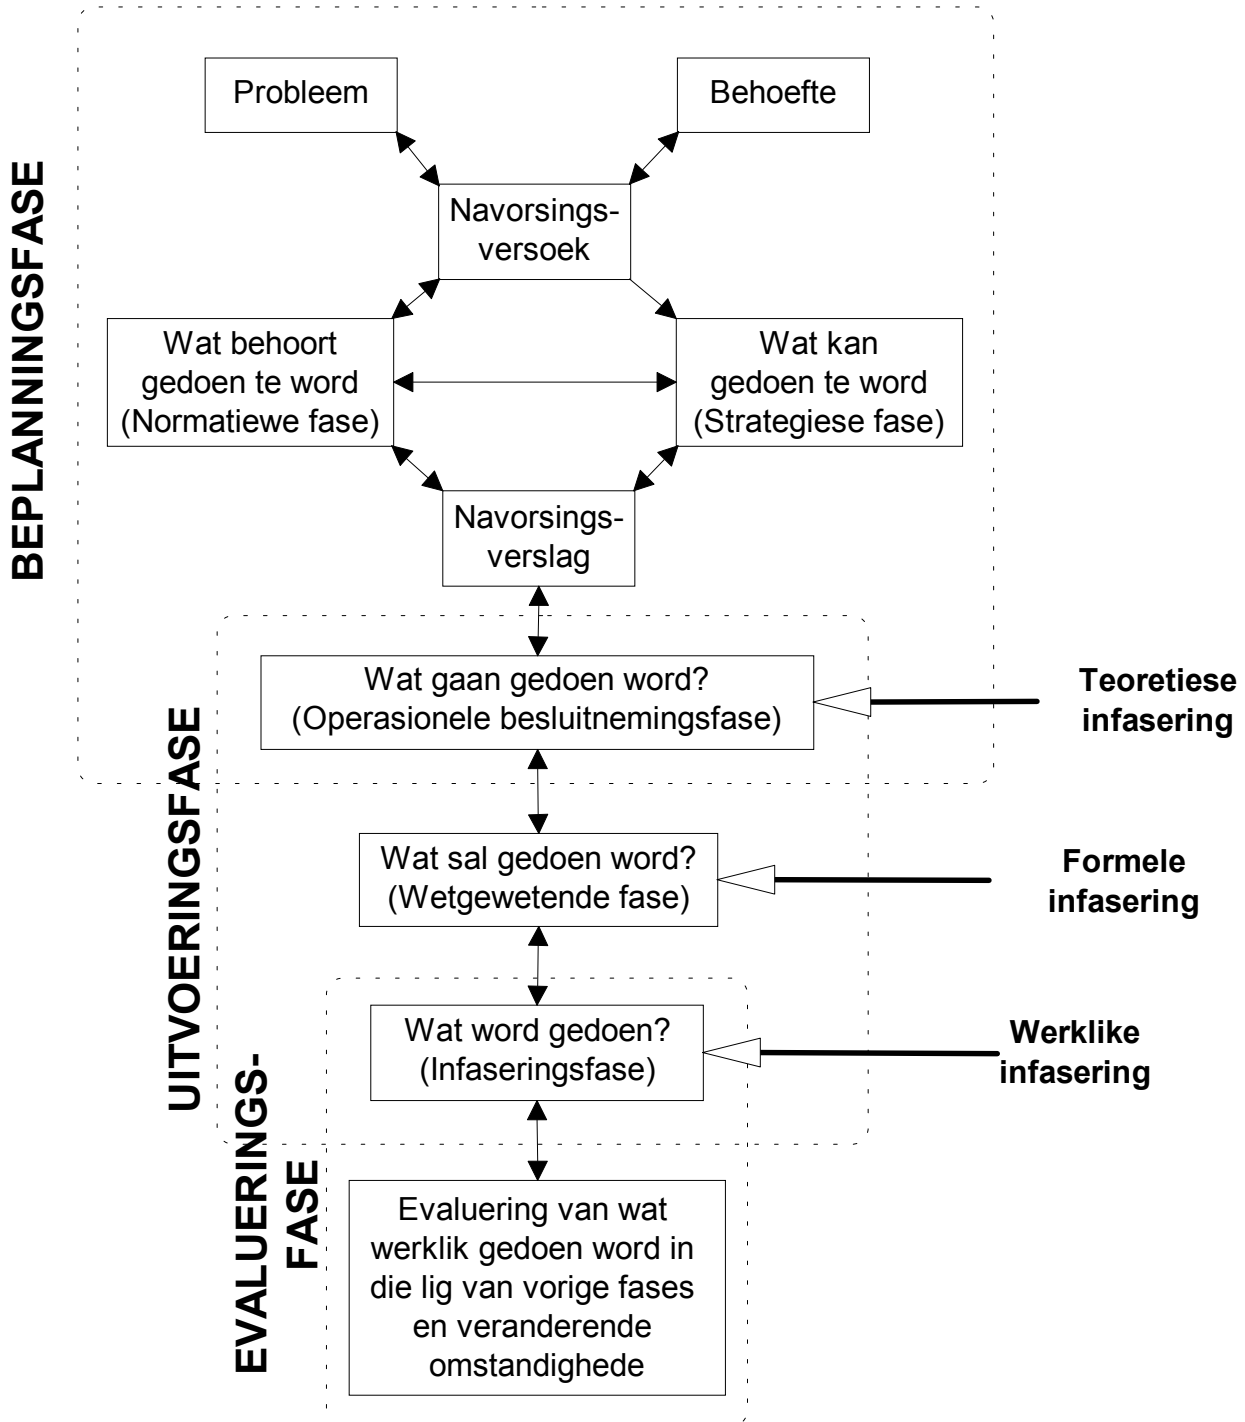 BEPLANNINGSFASE
Probleem
Behoefte
Navorsings-
versoek
Wat behoort
gedoen te word
(Normatiewe fase)
Wat kan
gedoen te word
(Strategiese fase)
Navorsings-
verslag
UITVOERINGSFASE
Wat gaan gedoen word?
(Operasionele besluitnemingsfase)
Teoretiese
infasering
Wat sal gedoen word?
(Wetgewetende fase)
Formele
infasering
EVALUERINGS-
FASE
Wat word gedoen?
(Infaseringsfase)
Werklike
infasering
Evaluering van wat
werklik gedoen word in
die lig van vorige fases
en veranderende
omstandighede